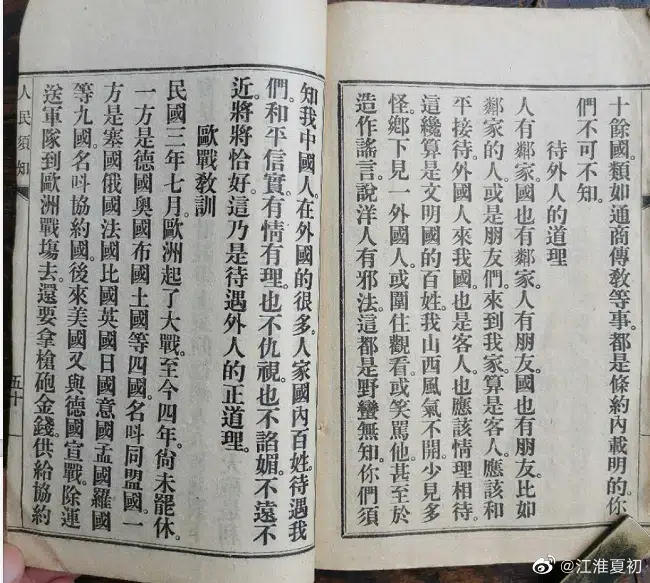 十餘國。類如通商傳敎等事。都是條約內載明的。你
們不可不知。
待外人的道理
人有鄰家。國也有鄰家。人有朋友。國也有朋友。比如
鄰家的人。或是朋友們。來到我家。算是客人。應該和
平接待。外國人來我國。也是客人。也應該情理相待。
這纔算是文明國的百姓。我山西風氣不開。少見多
怪。鄉下見一外國人。或圍住觀看。或笑罵他。甚至於
造作謠言。說洋人有邪法。這都是野蠻無知。你們須
知我中國人。在外國的很多。人家國內百姓。待遇我
們。和平信實。有情有理。也不仇視。也不諂媚。不遠不
近。將將恰好。這乃是待遇外人的正道理。
歐戰敎訓
民國三年七月。歐洲起了大戰。至今四年。尙未罷休。
一方是德國奧國布國土國等四國。名叫同盟國。一
方是塞國俄國法國比國英國日國意國孟國羅國
等九國。名叫協約國。後來美國又與德國宣戰。除運
送軍隊到歐洲戰場去。還要拿槍砲金錢。供給協約
人民須知
五十
@江淮夏初